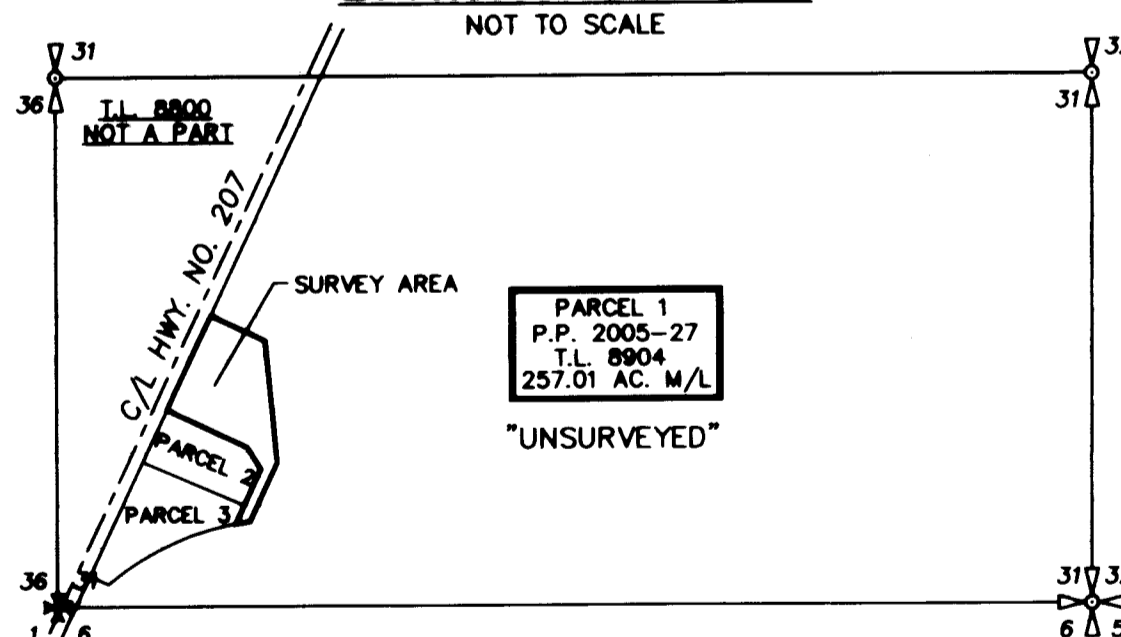 NOT TO SCALE
31
36
31
T.L. 8800
NOT A PART
C/L HWY. NO. 207
SURVEY AREA
PARCEL 1
P.P. 2005-27
T.L. 8904
257.01 AC. M/L
"UNSURVEYED"
PARCEL 2
PARCEL 3
36
31
1
6
6
5